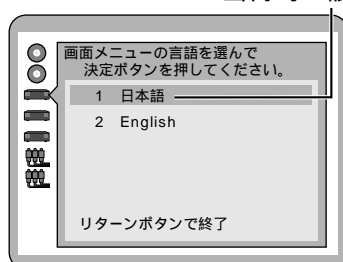 画面メニューの言語を選んで
決定ボタンを押してください。
1 日本語
2 English
リターンボタンで終了